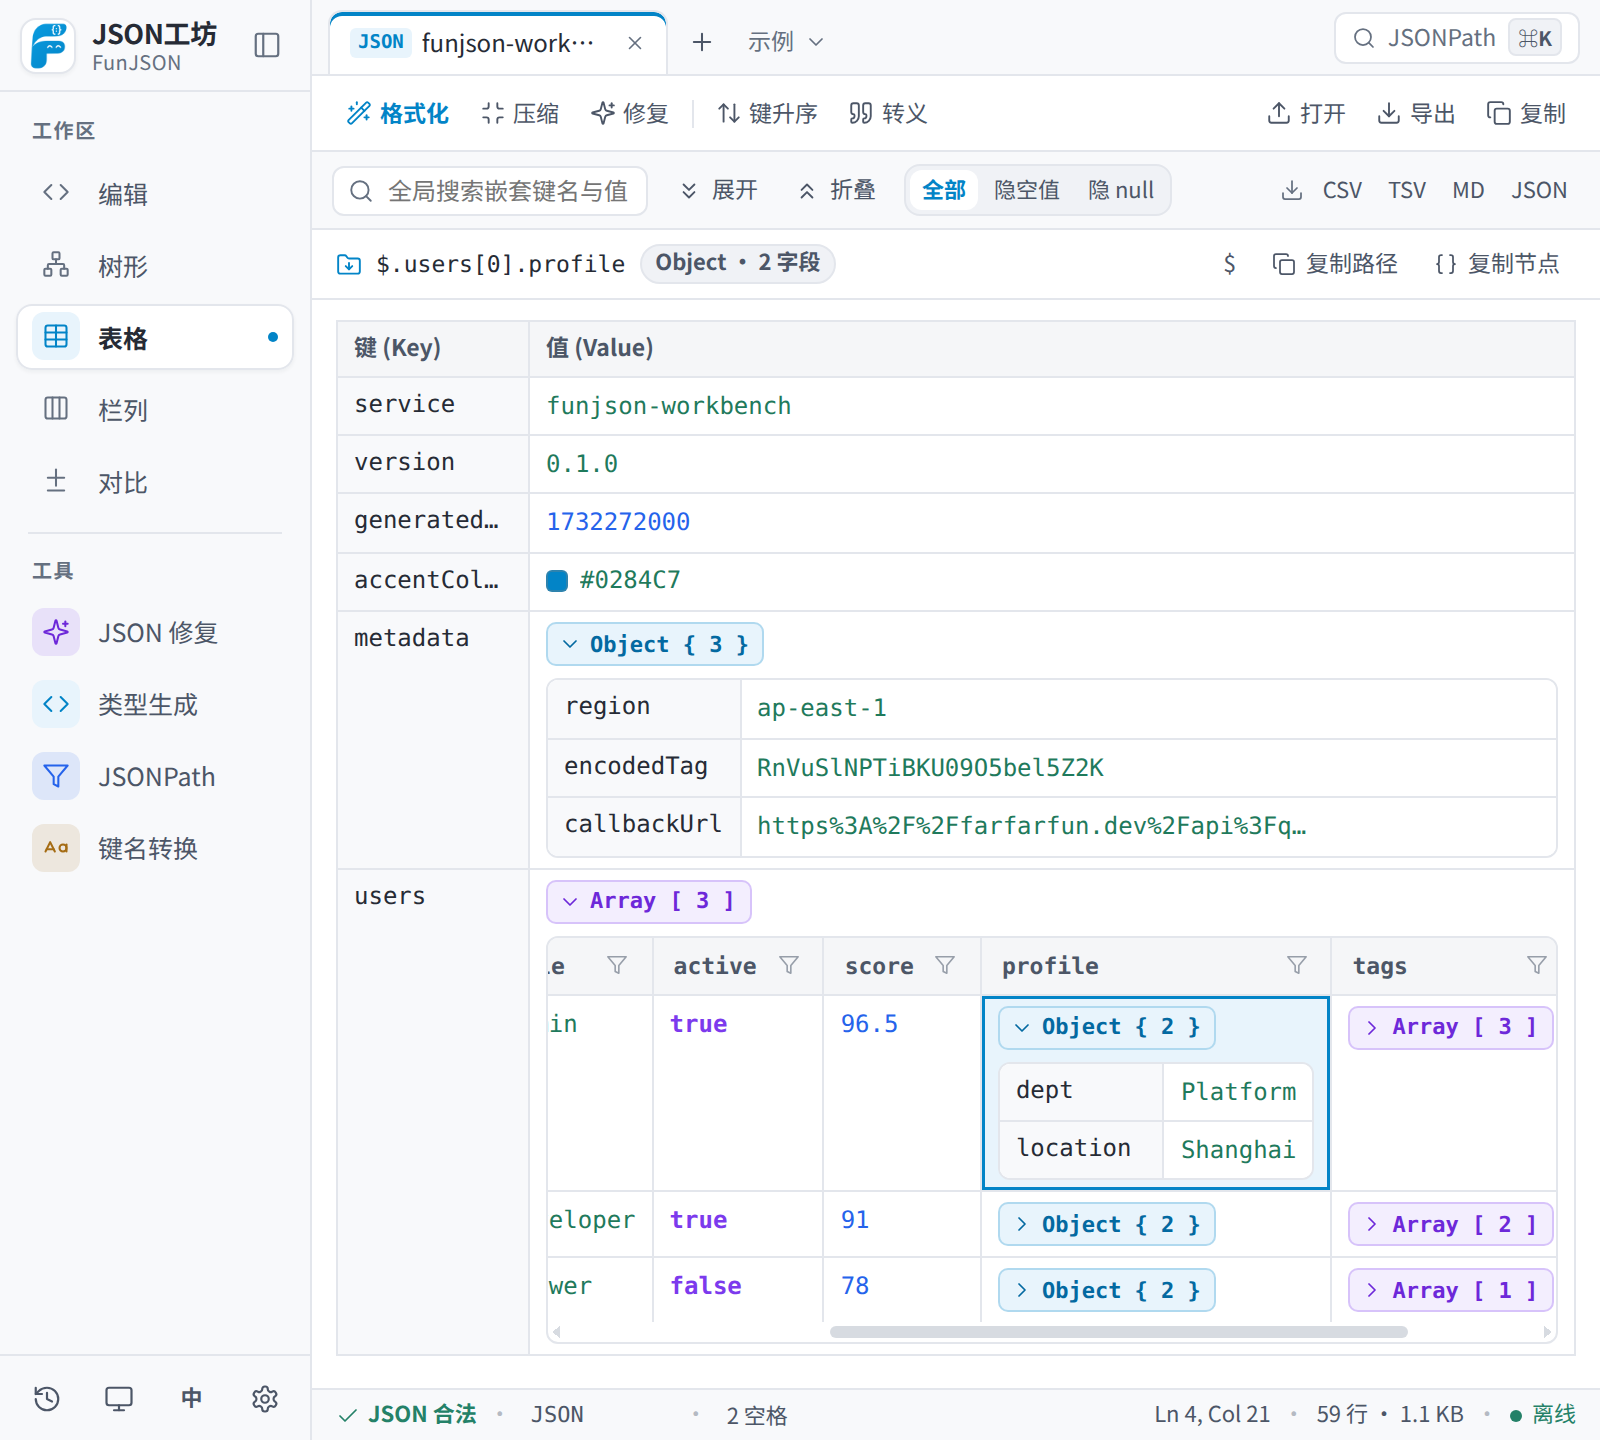 JSON工坊
FunJSON
工作区
编辑
树形
表格
栏列
对比
工具
JSON 修复
类型生成
JSONPath
Aa 键名转换
中
JSON funjson-work… 示例 JSONPath ⌘K
格式化 压缩 修复 键升序 转义 打开 导出 复制
全局搜索嵌套键名与值 展开 折叠 全部 隐空值 隐 null CSV TSV MD JSON
$.users[0].profile Object • 2 字段 $ 复制路径 {} 复制节点
键 (Key) 值 (Value)
service funjson-workbench
version 0.1.0
generated… 1732272000
accentCol… #0284C7
metadata Object { 3 }
region ap-east-1
encodedTag RnVuSlNPTiBKU09O5bel5Z2K
callbackUrl https%3A%2F%2Ffarfarfun.dev%2Fapi%3Fq…
users Array [ 3 ]
e active score profile tags
in true 96.5 Object { 2 } Array [ 3 ]
dept Platform
location Shanghai
eloper true 91 Object { 2 } Array [ 2 ]
wer false 78 Object { 2 } Array [ 1 ]
JSON 合法 • JSON • 2 空格 Ln 4, Col 21 • 59 行 • 1.1 KB • 离线